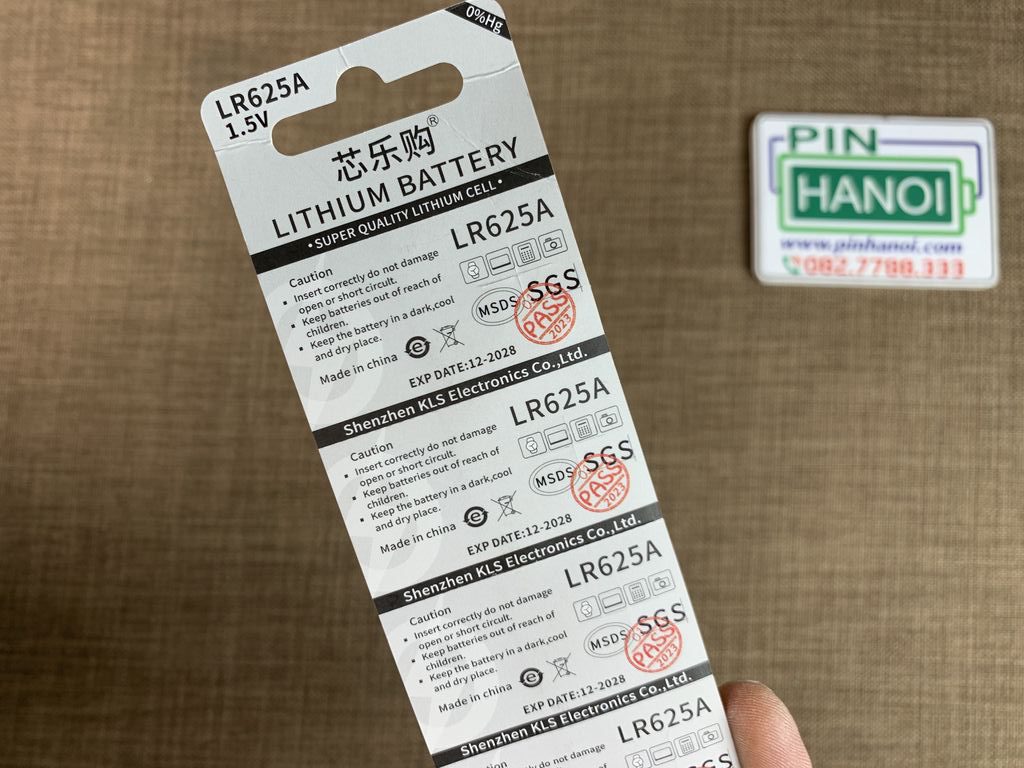 0%Hg
LR625A
1.5V
芯乐购®
LITHIUM BATTERY
•SUPER QUALITY LITHIUM CELL•
LR625A
Caution
▪ Insert correctly do not damage
open or short circuit.
▪ Keep batteries out of reach of
children.
▪ Keep the battery in a dark,cool
and dry place.
MSDS
SGS
PASS
2023
Made in china
EXP DATE:12-2028
Shenzhen KLS Electronics Co.,Ltd.
LR625A
Caution
▪ Insert correctly do not damage
open or short circuit.
▪ Keep batteries out of reach of
children.
▪ Keep the battery in a dark,cool
and dry place.
MSDS
SGS
PASS
2023
Made in china
EXP DATE:12-2028
Shenzhen KLS Electronics Co.,Ltd.
LR625A
Caution
▪ Insert correctly do not damage
open or short circuit.
▪ Keep batteries out of reach of
children.
▪ Keep the battery in a dark,cool
and dry place.
MSDS
SGS
PASS
2023
Made in china
EXP DATE:12-2028
Shenzhen KLS Electronics Co.,Ltd.
LR625A
Caution
do not damage
SGS
PIN
HANOI
www.pinhanoi.com
082.7788.333